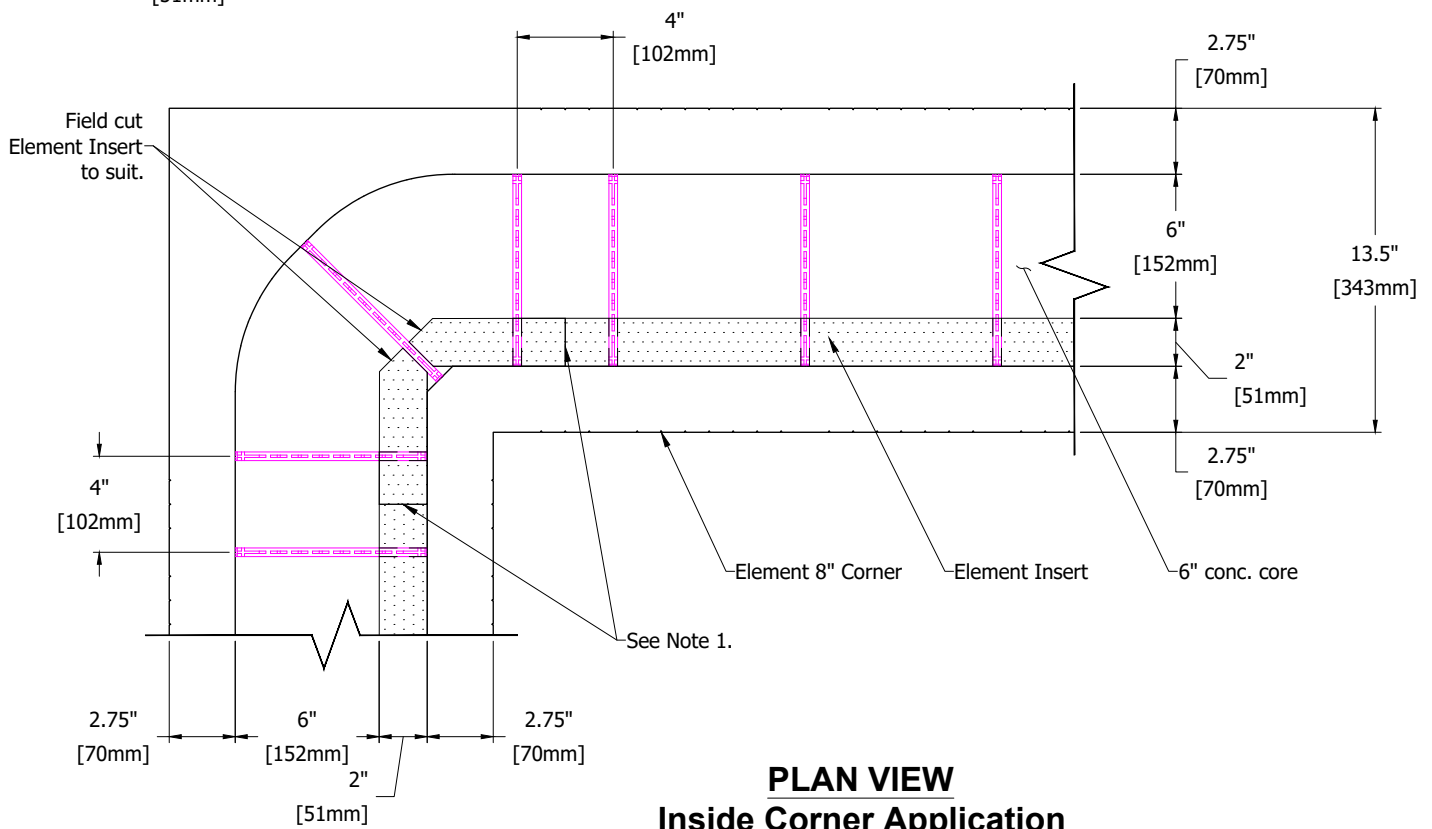 [51mm]
4"
[102mm]
2.75"
[70mm]
Field cut
Element Insert
to suit.
6"
[152mm]
13.5"
[343mm]
2"
[51mm]
2.75"
[70mm]
4"
[102mm]
Element 8" Corner
Element Insert
6" conc. core
See Note 1.
2.75"
[70mm]
6"
[152mm]
2"
[51mm]
2.75"
[70mm]
PLAN VIEW
Inside Corner Application